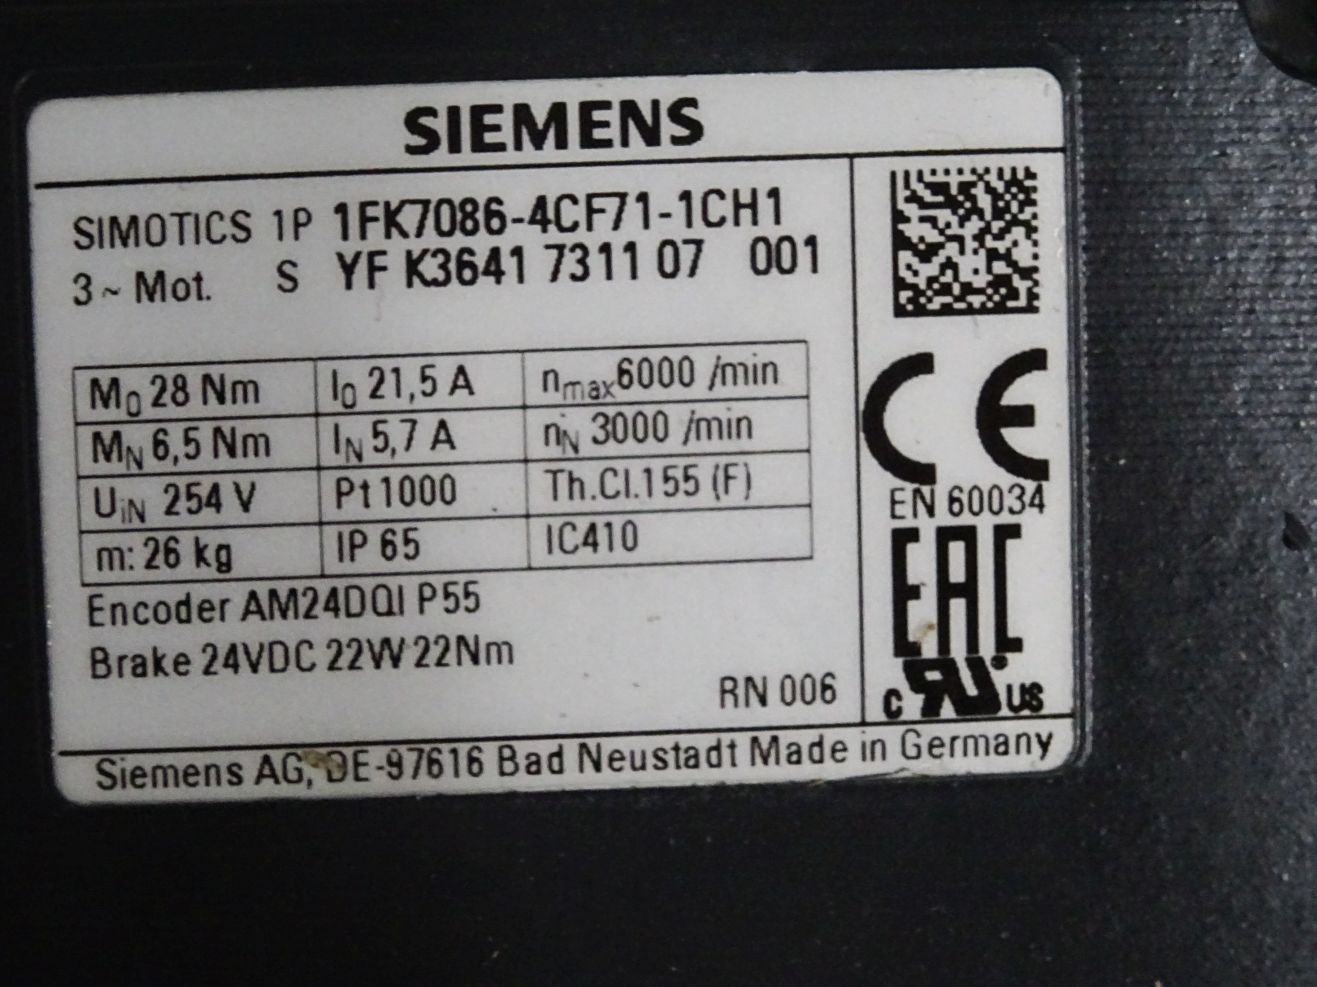 SIEMENS
SIMOTICS 1P 1FK7086-4CF71-1CH1
3 ~ Mot. S YF K3641 7311 07 001
M0 28 Nm I0 21,5 A nmax6000 /min
MN 6,5 Nm IN 5,7 A nN 3000 /min
UiN 254 V Pt1000 Th.Cl.155 (F)
m: 26 kg IP 65 IC410
Encoder AM24DQI P55
Brake 24VDC 22W 22Nm
RN 006
CE
EN 60034
EAC
c RU US
Siemens AG, DE-97616 Bad Neustadt Made in Germany